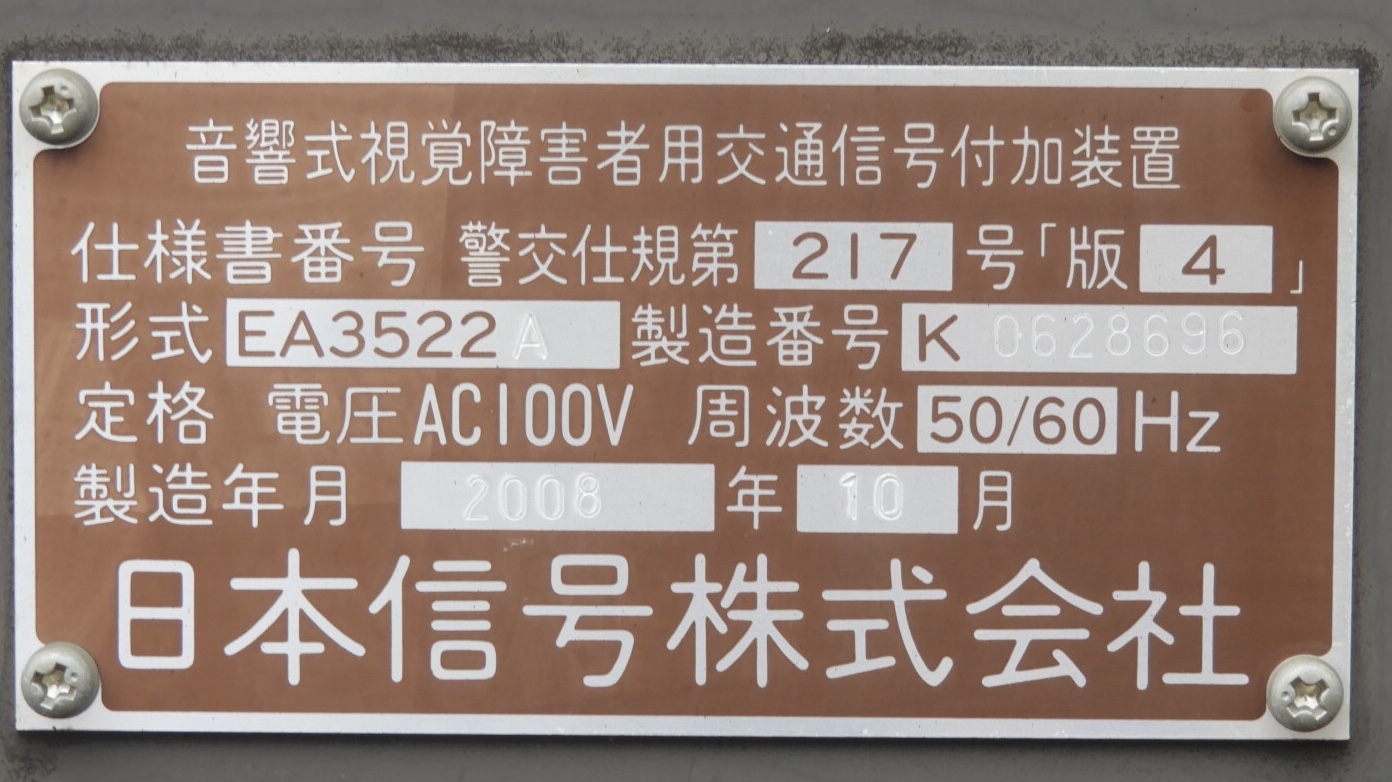 音響式視覚障害者用交通信号付加装置
仕様書番号 警交仕規第 217 号「版 4 」
形式 EA3522A 製造番号 K 0628696
定格 電圧AC100V 周波数 50/60 Hz
製造年月 2008 年 10 月
日本信号株式会社